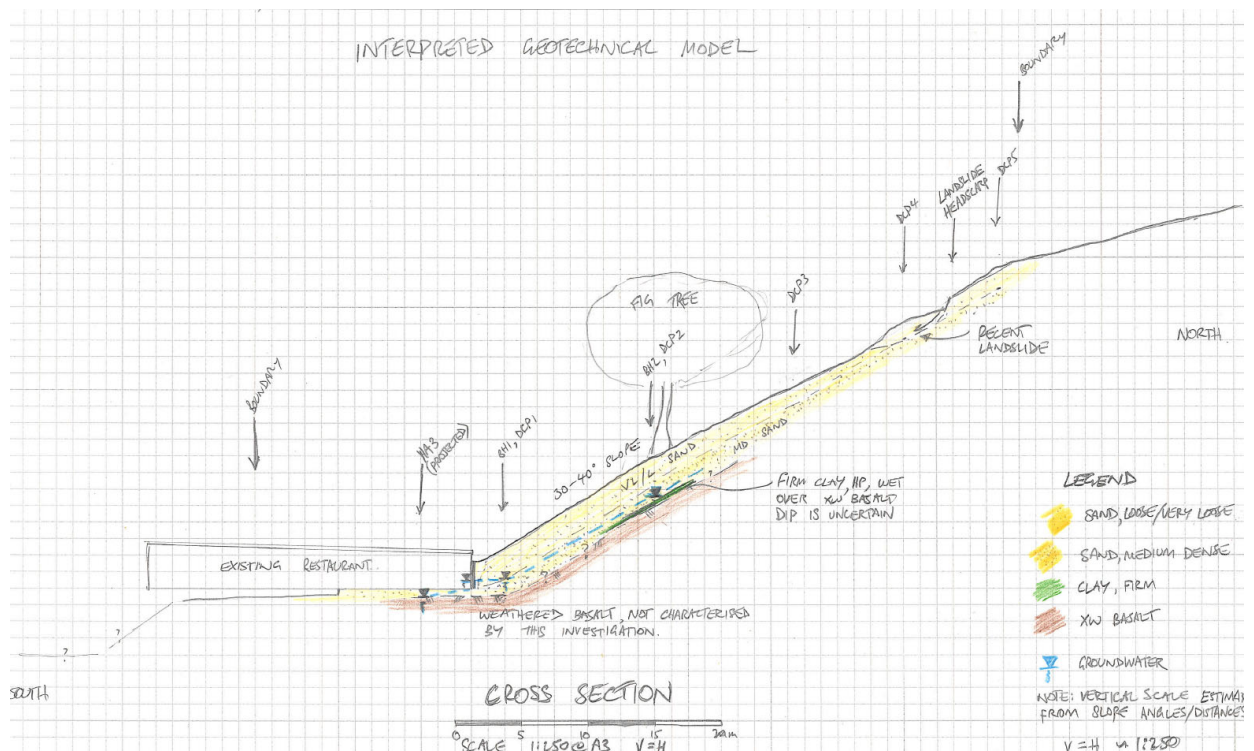 INTERPRETED GEOTECHNICAL MODEL
BOUNDARY
DCP5
LANDSLIDE
HEADSCARP
DCP4
DCP3
FIG TREE
BH2, DCP2
RECENT
LANDSLIDE
NORTH
BOUNDARY
HA3
(PROJECTED)
BH1, DCP1
30-40° SLOPE
VL/L SAND
MD SAND
?
FIRM CLAY, HP, WET
OVER XW BASALT
DIP IS UNCERTAIN
EXISTING RESTAURANT
?
?
WEATHERED BASALT, NOT CHARACTERISED
BY THIS INVESTIGATION.
?
?
SOUTH
LEGEND
SAND, LOOSE/VERY LOOSE
SAND, MEDIUM DENSE
CLAY, FIRM
XW BASALT
GROUNDWATER
NOTE: VERTICAL SCALE ESTIMA
FROM SLOPE ANGLES/DISTANCES
V=H ~ 1:250
CROSS SECTION
0 5 10 15 20m
SCALE 1:250 @ A3 V=H